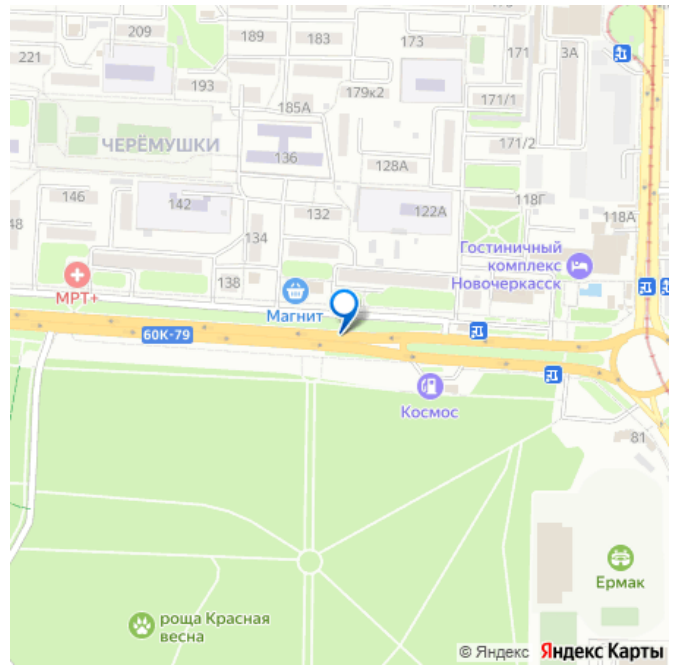 209
189
183
173
171
3А
221
193
179к2
171/1
185А
ЧЕРЁМУШКИ
136
128А
171/2
146
142
132
122А
118Г
118А
48
134
Гостиничный
комплекс
Новочеркасск
138
МРТ+
Магнит
60К-79
Космос
81
Ермак
роща Красная
весна
© Яндекс Яндекс Карты